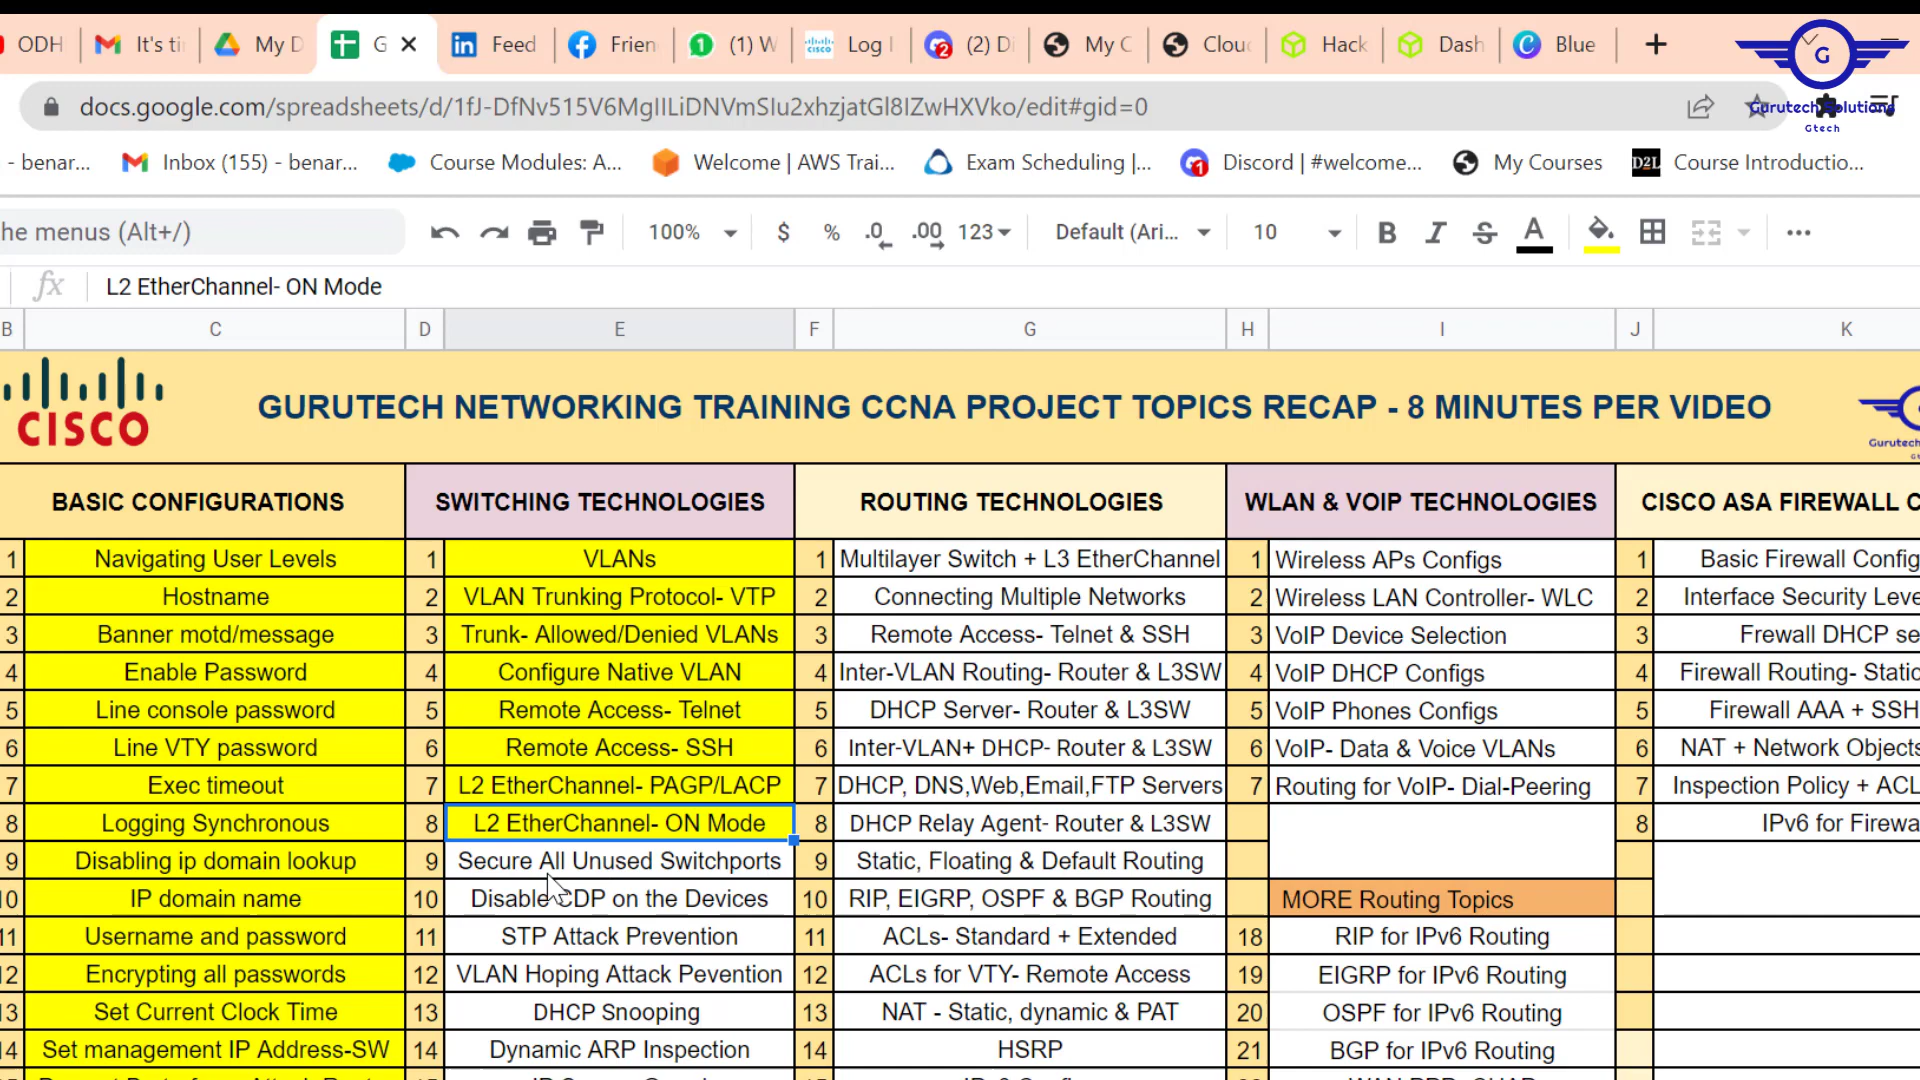 ODH
It's ti
My D
G
Feed
Frien
(1) W
Log I
(2) Di
My C
Clou
Hack
Dash
Blue
G
Gurutech Solutions
Gtech
docs.google.com/spreadsheets/d/1fJ-DfNv515V6MgIILiDNVmSIu2xhzjatGl8IZwHXVko/edit#gid=0
- benar...
Inbox (155) - benar...
Course Modules: A...
Welcome | AWS Trai...
Exam Scheduling |...
Discord | #welcome...
My Courses
D2L
Course Introductio...
he menus (Alt+/)
100%
$
%
.0
.00
123
Default (Ari...
10
B
I
S
A
fx
L2 EtherChannel- ON Mode
B C D E F G H I J K
CISCO
GURUTECH NETWORKING TRAINING CCNA PROJECT TOPICS RECAP - 8 MINUTES PER VIDEO
Gurutech
BASIC CONFIGURATIONS SWITCHING TECHNOLOGIES ROUTING TECHNOLOGIES WLAN & VOIP TECHNOLOGIES CISCO ASA FIREWALL C
1 Navigating User Levels 1 VLANs 1 Multilayer Switch + L3 EtherChannel 1 Wireless APs Configs 1 Basic Firewall Config
2 Hostname 2 VLAN Trunking Protocol- VTP 2 Connecting Multiple Networks 2 Wireless LAN Controller- WLC 2 Interface Security Leve
3 Banner motd/message 3 Trunk- Allowed/Denied VLANs 3 Remote Access- Telnet & SSH 3 VoIP Device Selection 3 Frewall DHCP se
4 Enable Password 4 Configure Native VLAN 4 Inter-VLAN Routing- Router & L3SW 4 VoIP DHCP Configs 4 Firewall Routing- Static
5 Line console password 5 Remote Access- Telnet 5 DHCP Server- Router & L3SW 5 VoIP Phones Configs 5 Firewall AAA + SSH
6 Line VTY password 6 Remote Access- SSH 6 Inter-VLAN+ DHCP- Router & L3SW 6 VoIP- Data & Voice VLANs 6 NAT + Network Objects
7 Exec timeout 7 L2 EtherChannel- PAGP/LACP 7 DHCP, DNS,Web,Email,FTP Servers 7 Routing for VoIP- Dial-Peering 7 Inspection Policy + ACL
8 Logging Synchronous 8 L2 EtherChannel- ON Mode 8 DHCP Relay Agent- Router & L3SW 8 IPv6 for Firewa
9 Disabling ip domain lookup 9 Secure All Unused Switchports 9 Static, Floating & Default Routing
10 IP domain name 10 Disable CDP on the Devices 10 RIP, EIGRP, OSPF & BGP Routing MORE Routing Topics
11 Username and password 11 STP Attack Prevention 11 ACLs- Standard + Extended 18 RIP for IPv6 Routing
12 Encrypting all passwords 12 VLAN Hoping Attack Pevention 12 ACLs for VTY- Remote Access 19 EIGRP for IPv6 Routing
13 Set Current Clock Time 13 DHCP Snooping 13 NAT - Static, dynamic & PAT 20 OSPF for IPv6 Routing
14 Set management IP Address-SW 14 Dynamic ARP Inspection 14 HSRP 21 BGP for IPv6 Routing